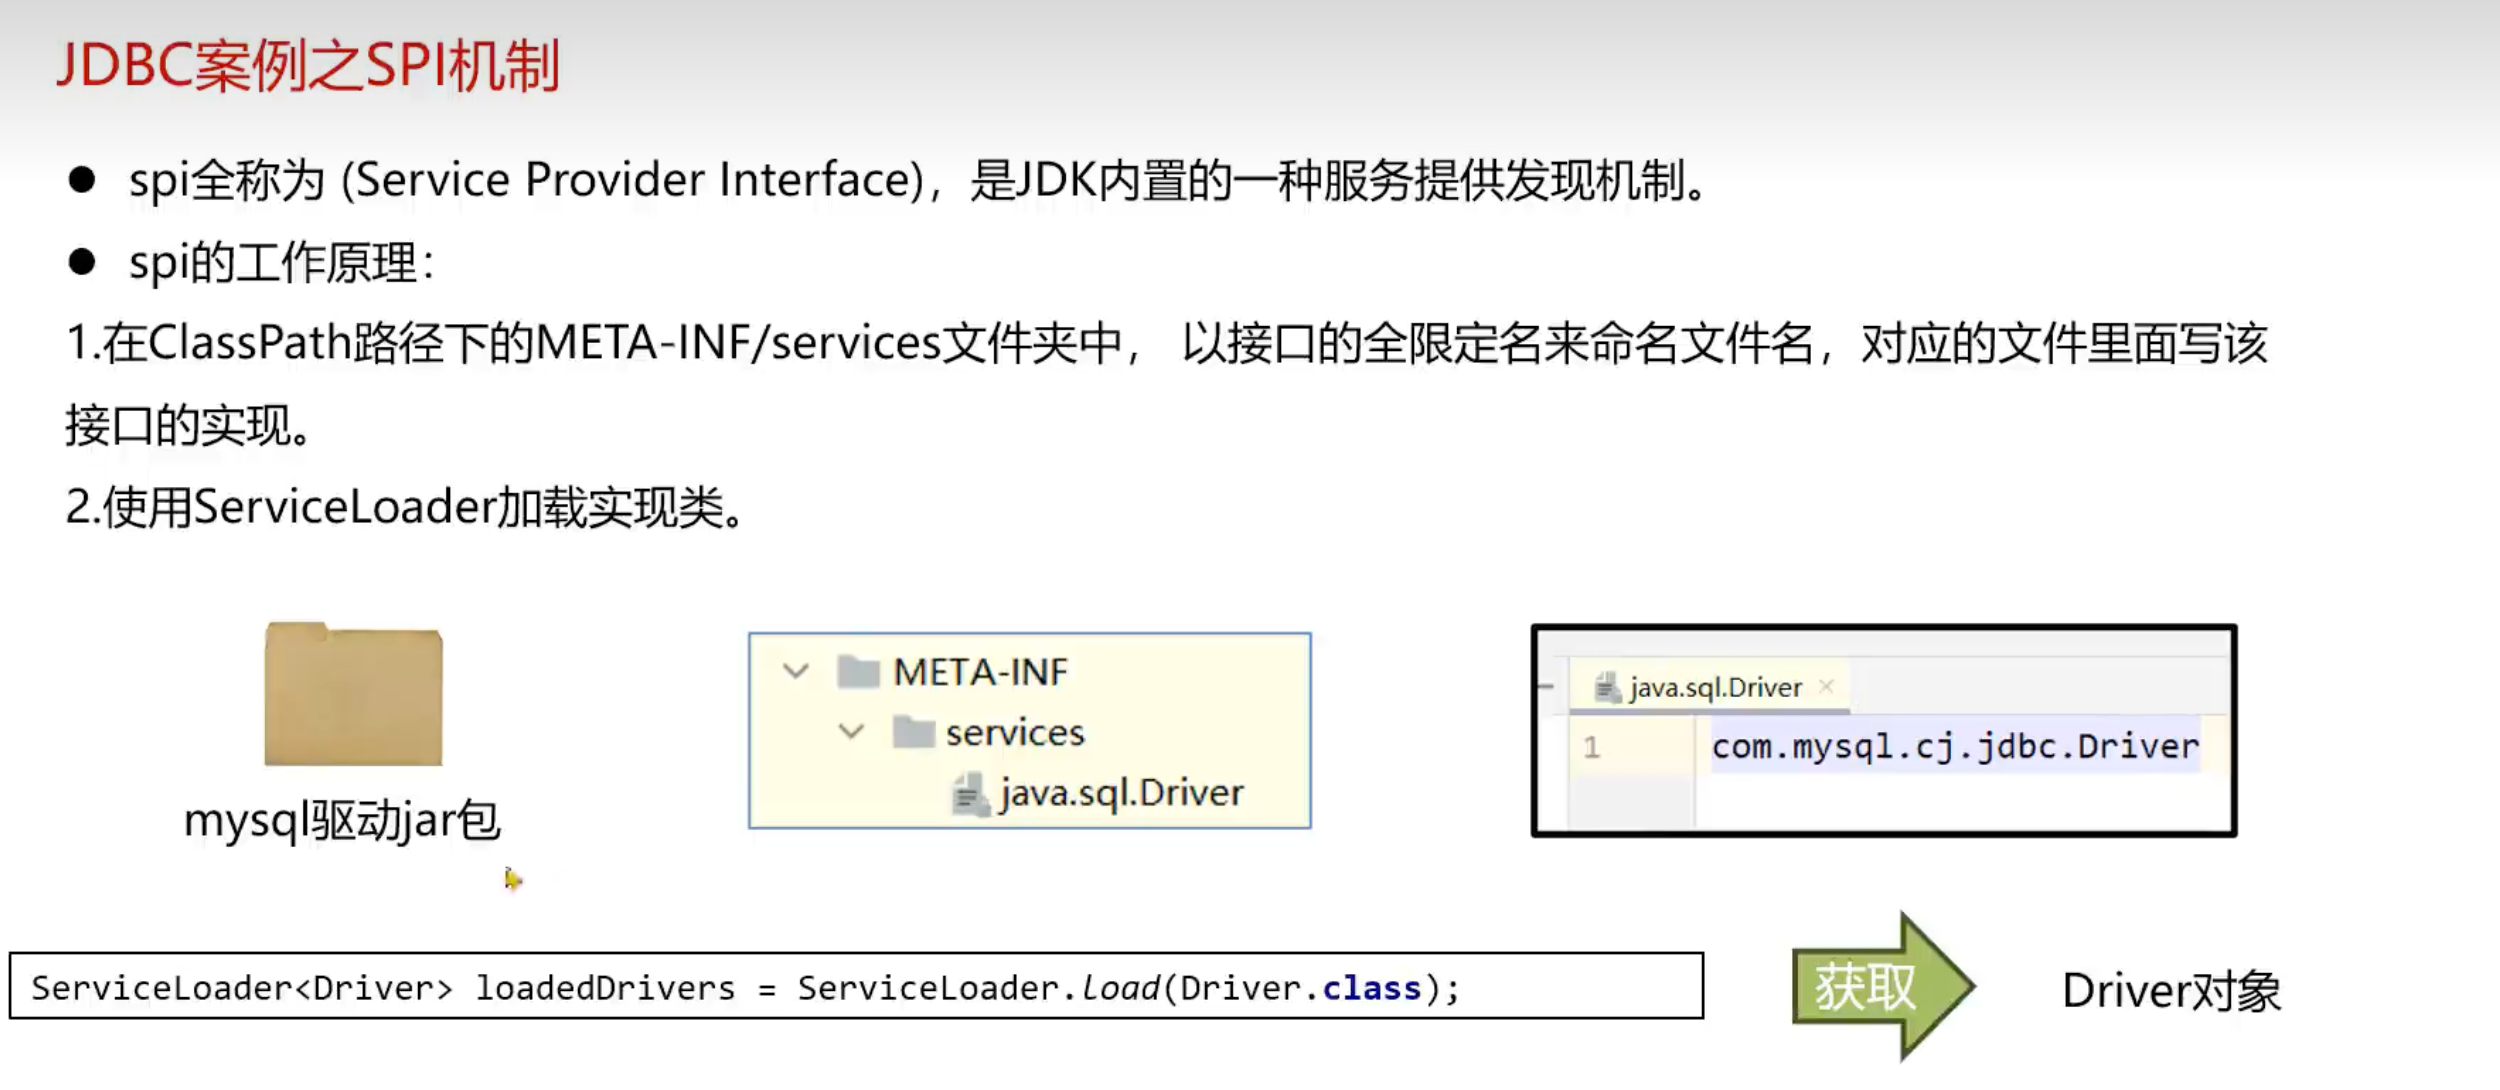 JDBC案例之SPI机制
● spi全称为 (Service Provider Interface)，是JDK内置的一种服务提供发现机制。
● spi的工作原理：
1.在ClassPath路径下的META-INF/services文件夹中， 以接口的全限定名来命名文件名，对应的文件里面写该
接口的实现。
2.使用ServiceLoader加载实现类。
META-INF
services
java.sql.Driver
java.sql.Driver
1 com.mysql.cj.jdbc.Driver
mysql驱动jar包
ServiceLoader<Driver> loadedDrivers = ServiceLoader.load(Driver.class);
获取
Driver对象